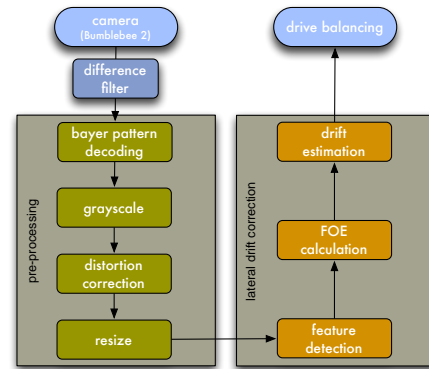 camera
(Bumblebee 2)
difference
filter
pre-processing
bayer pattern
decoding
grayscale
distortion
correction
resize
drive balancing
lateral drift correction
drift
estimation
FOE
calculation
feature
detection